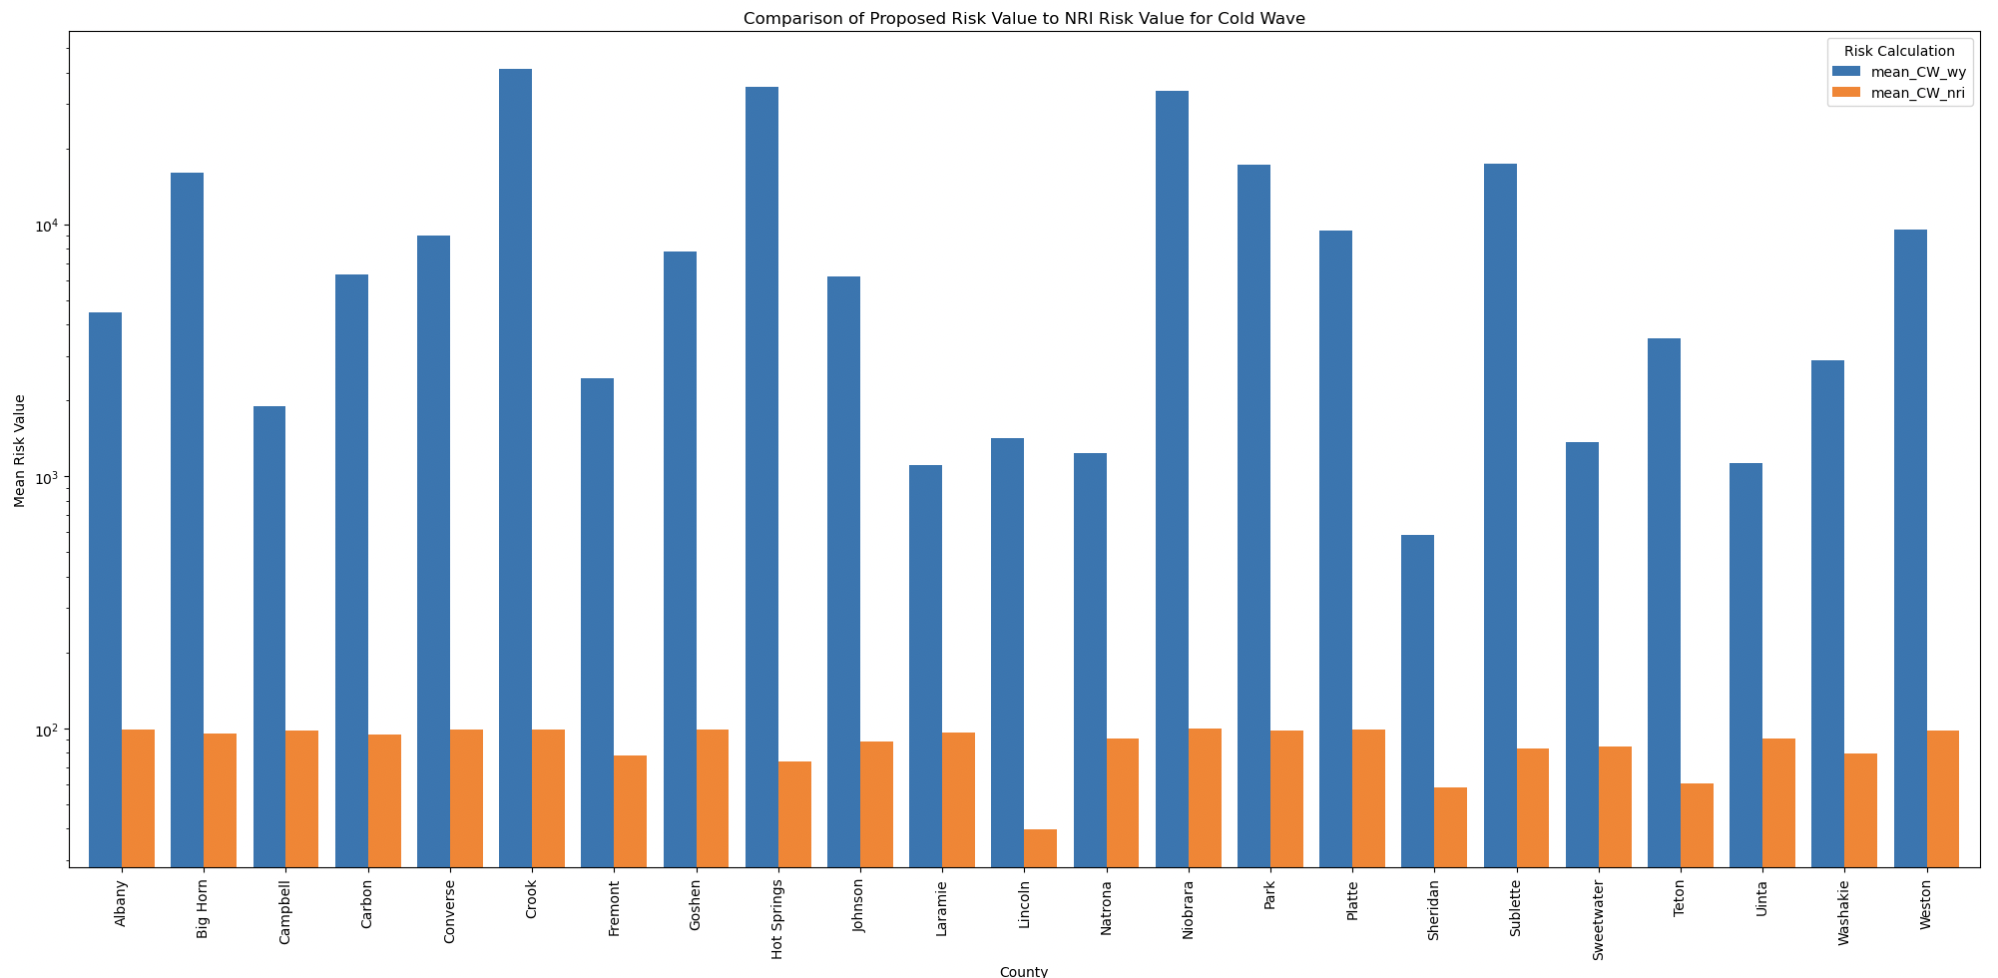 Comparison of Proposed Risk Value to NRI Risk Value for Cold Wave
Risk Calculation
mean_CW_wy
mean_CW_nri
Mean Risk Value
10⁴
10³
10²
Albany
Big Horn
Campbell
Carbon
Converse
Crook
Fremont
Goshen
Hot Springs
Johnson
Laramie
Lincoln
Natrona
Niobrara
Park
Platte
Sheridan
Sublette
Sweetwater
Teton
Uinta
Washakie
Weston
County